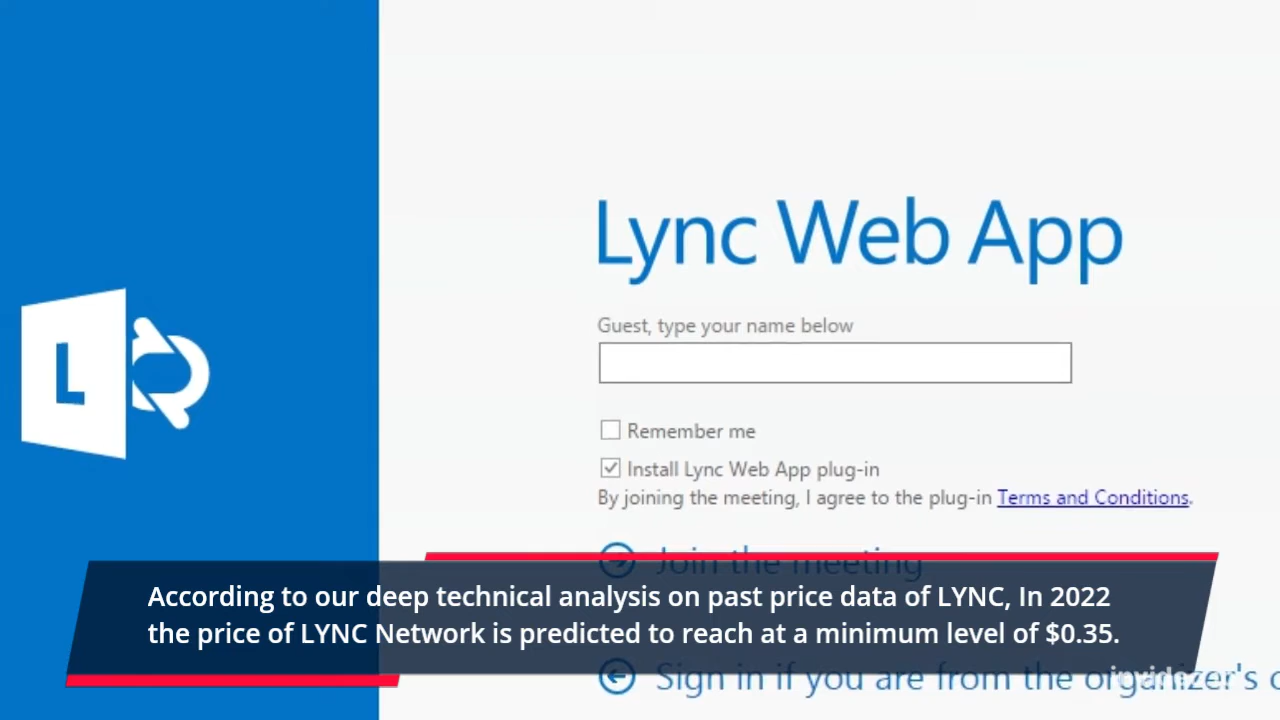 Lync Web App
Guest, type your name below
L
Remember me
Install Lync Web App plug-in
By joining the meeting, I agree to the plug-in Terms and Conditions.
Join the meeting
According to our deep technical analysis on past price data of LYNC, In 2022
the price of LYNC Network is predicted to reach at a minimum level of $0.35.
Sign in if you are from the organizer's